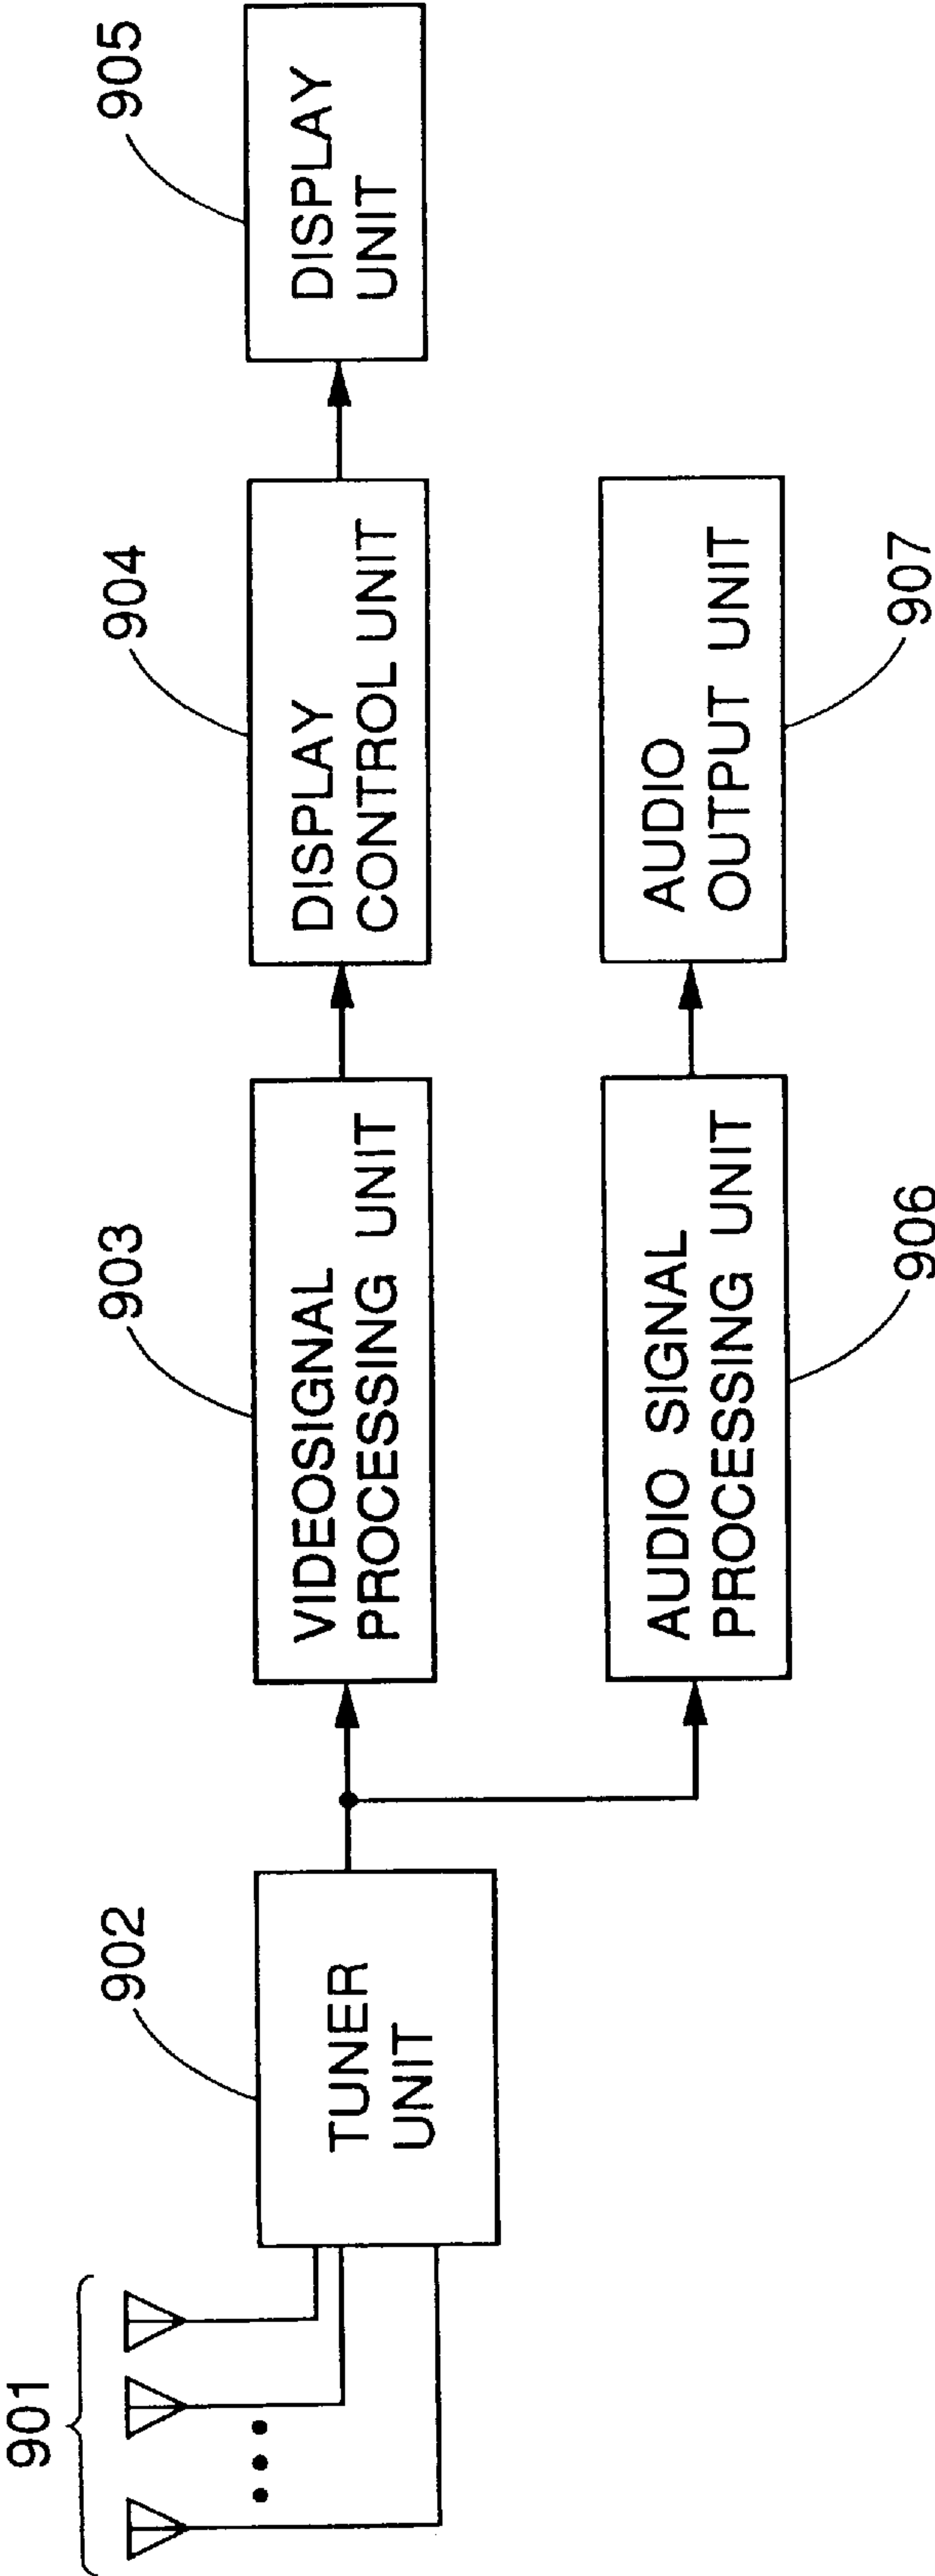 901
902
TUNER
UNIT
903
VIDEOSIGNAL
PROCESSING UNIT
904
DISPLAY
CONTROL UNIT
905
DISPLAY
UNIT
AUDIO SIGNAL
PROCESSING UNIT
906
AUDIO
OUTPUT UNIT
907